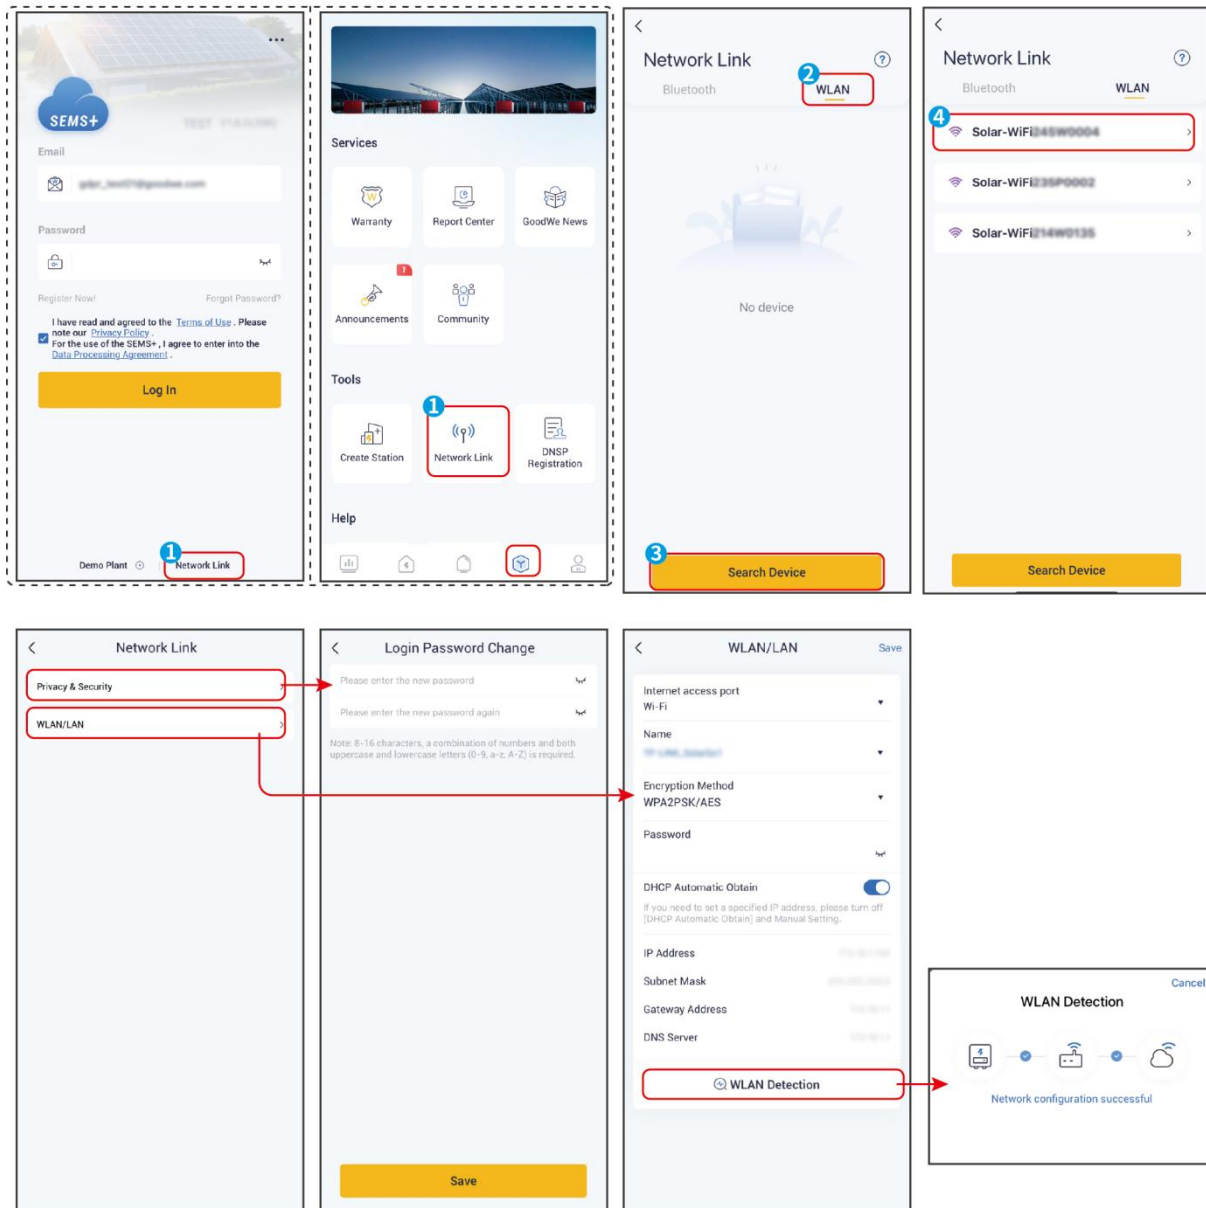 SEMS+
Email
Password
Register Now!
Forgot Password?
I have read and agreed to the Terms of Use . Please
note our Privacy Policy .
For the use of the SEMS+ , I agree to enter into the
Data Processing Agreement .
Log In
Demo Plant
1
Network Link
Services
Warranty
Report Center
GoodWe News
Announcements
Community
Tools
1
Create Station
Network Link
DNSP
Registration
Help
Network Link
?
Bluetooth
2
WLAN
No device
3
Search Device
Network Link
?
Bluetooth
WLAN
4
Solar-WiFi
Solar-WiFi
Solar-WiFi
Search Device
Network Link
Privacy & Security
WLAN/LAN
Login Password Change
Please enter the new password
Please enter the new password again
Note: 8-16 characters, a combination of numbers and both
uppercase and lowercase letters (0-9, a-z, A-Z) is required.
Save
WLAN/LAN
Save
Internet access port
Wi-Fi
Name
Encryption Method
WPA2PSK/AES
Password
DHCP Automatic Obtain
If you need to set a specified IP address, please turn off
[DHCP Automatic Obtain] and Manual Setting.
IP Address
Subnet Mask
Gateway Address
DNS Server
WLAN Detection
Cancel
WLAN Detection
Network configuration successful